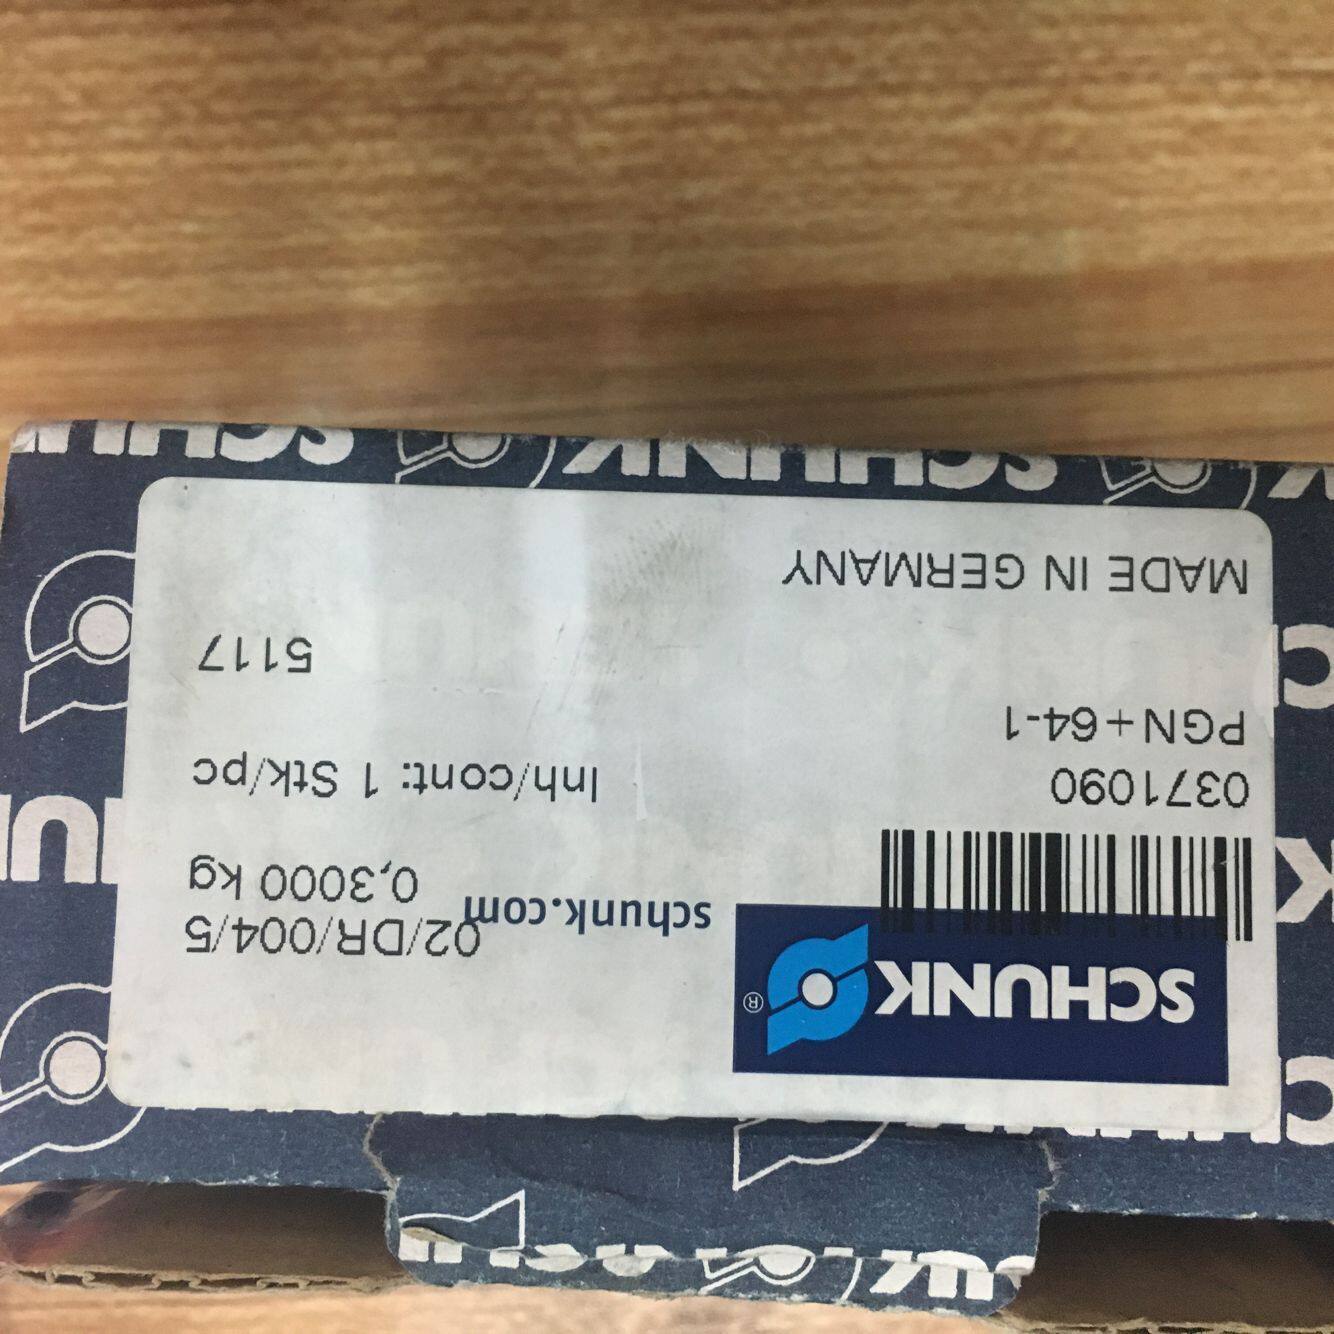 SCHUNK
schunk.com
02/DR/004/5
0,3000 kg
0371090
Inh/cont: 1 Stk/pc
PGN+64-1
5117
MADE IN GERMANY
SCHUNK